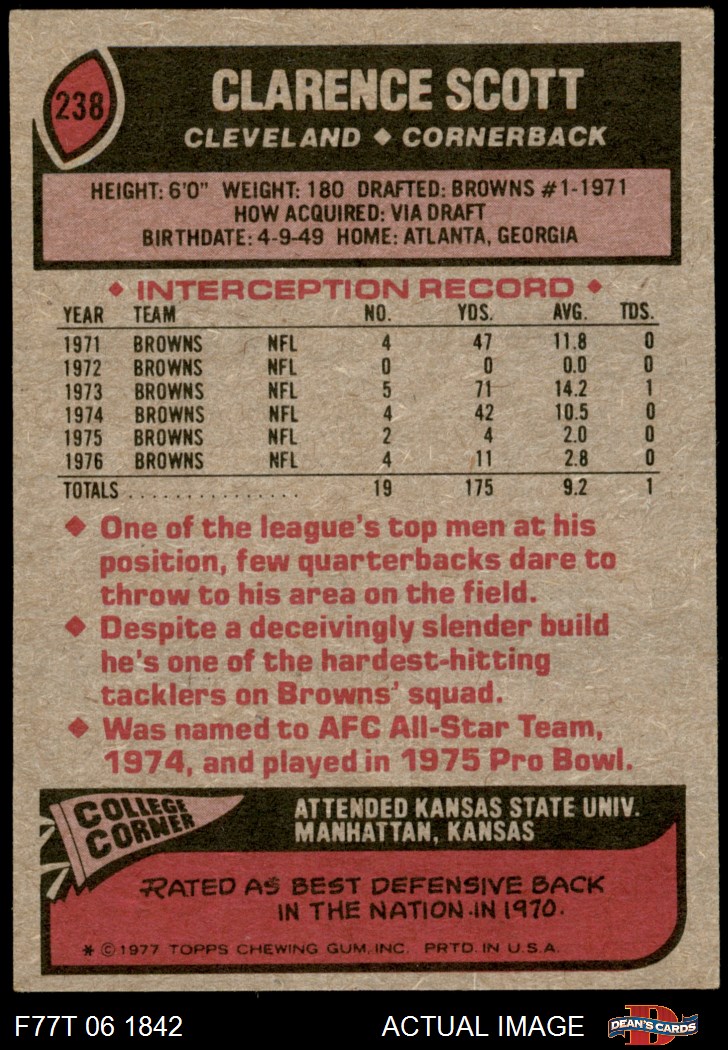 238
CLARENCE SCOTT
CLEVELAND ◆ CORNERBACK
HEIGHT: 6'0" WEIGHT: 180 DRAFTED: BROWNS #1-1971
HOW ACQUIRED: VIA DRAFT
BIRTHDATE: 4-9-49 HOME: ATLANTA, GEORGIA
◆ INTERCEPTION RECORD ◆
YEAR TEAM NO. YDS. AVG. TDS.
1971 BROWNS NFL 4 47 11.8 0
1972 BROWNS NFL 0 0 0.0 0
1973 BROWNS NFL 5 71 14.2 1
1974 BROWNS NFL 4 42 10.5 0
1975 BROWNS NFL 2 4 2.0 0
1976 BROWNS NFL 4 11 2.8 0
TOTALS . . . . . . . . . . . . . . . . 19 175 9.2 1
◆ One of the league's top men at his
position, few quarterbacks dare to
throw to his area on the field.
◆ Despite a deceivingly slender build
he's one of the hardest-hitting
tacklers on Browns' squad.
◆ Was named to AFC All-Star Team,
1974, and played in 1975 Pro Bowl.
COLLEGE
CORNER
ATTENDED KANSAS STATE UNIV.
MANHATTAN, KANSAS
RATED AS BEST DEFENSIVE BACK
IN THE NATION IN 1970.
* © 1977 TOPPS CHEWING GUM, INC. PRTD. IN U.S.A.
F77T 06 1842 ACTUAL IMAGE
D
DEAN'S CARDS